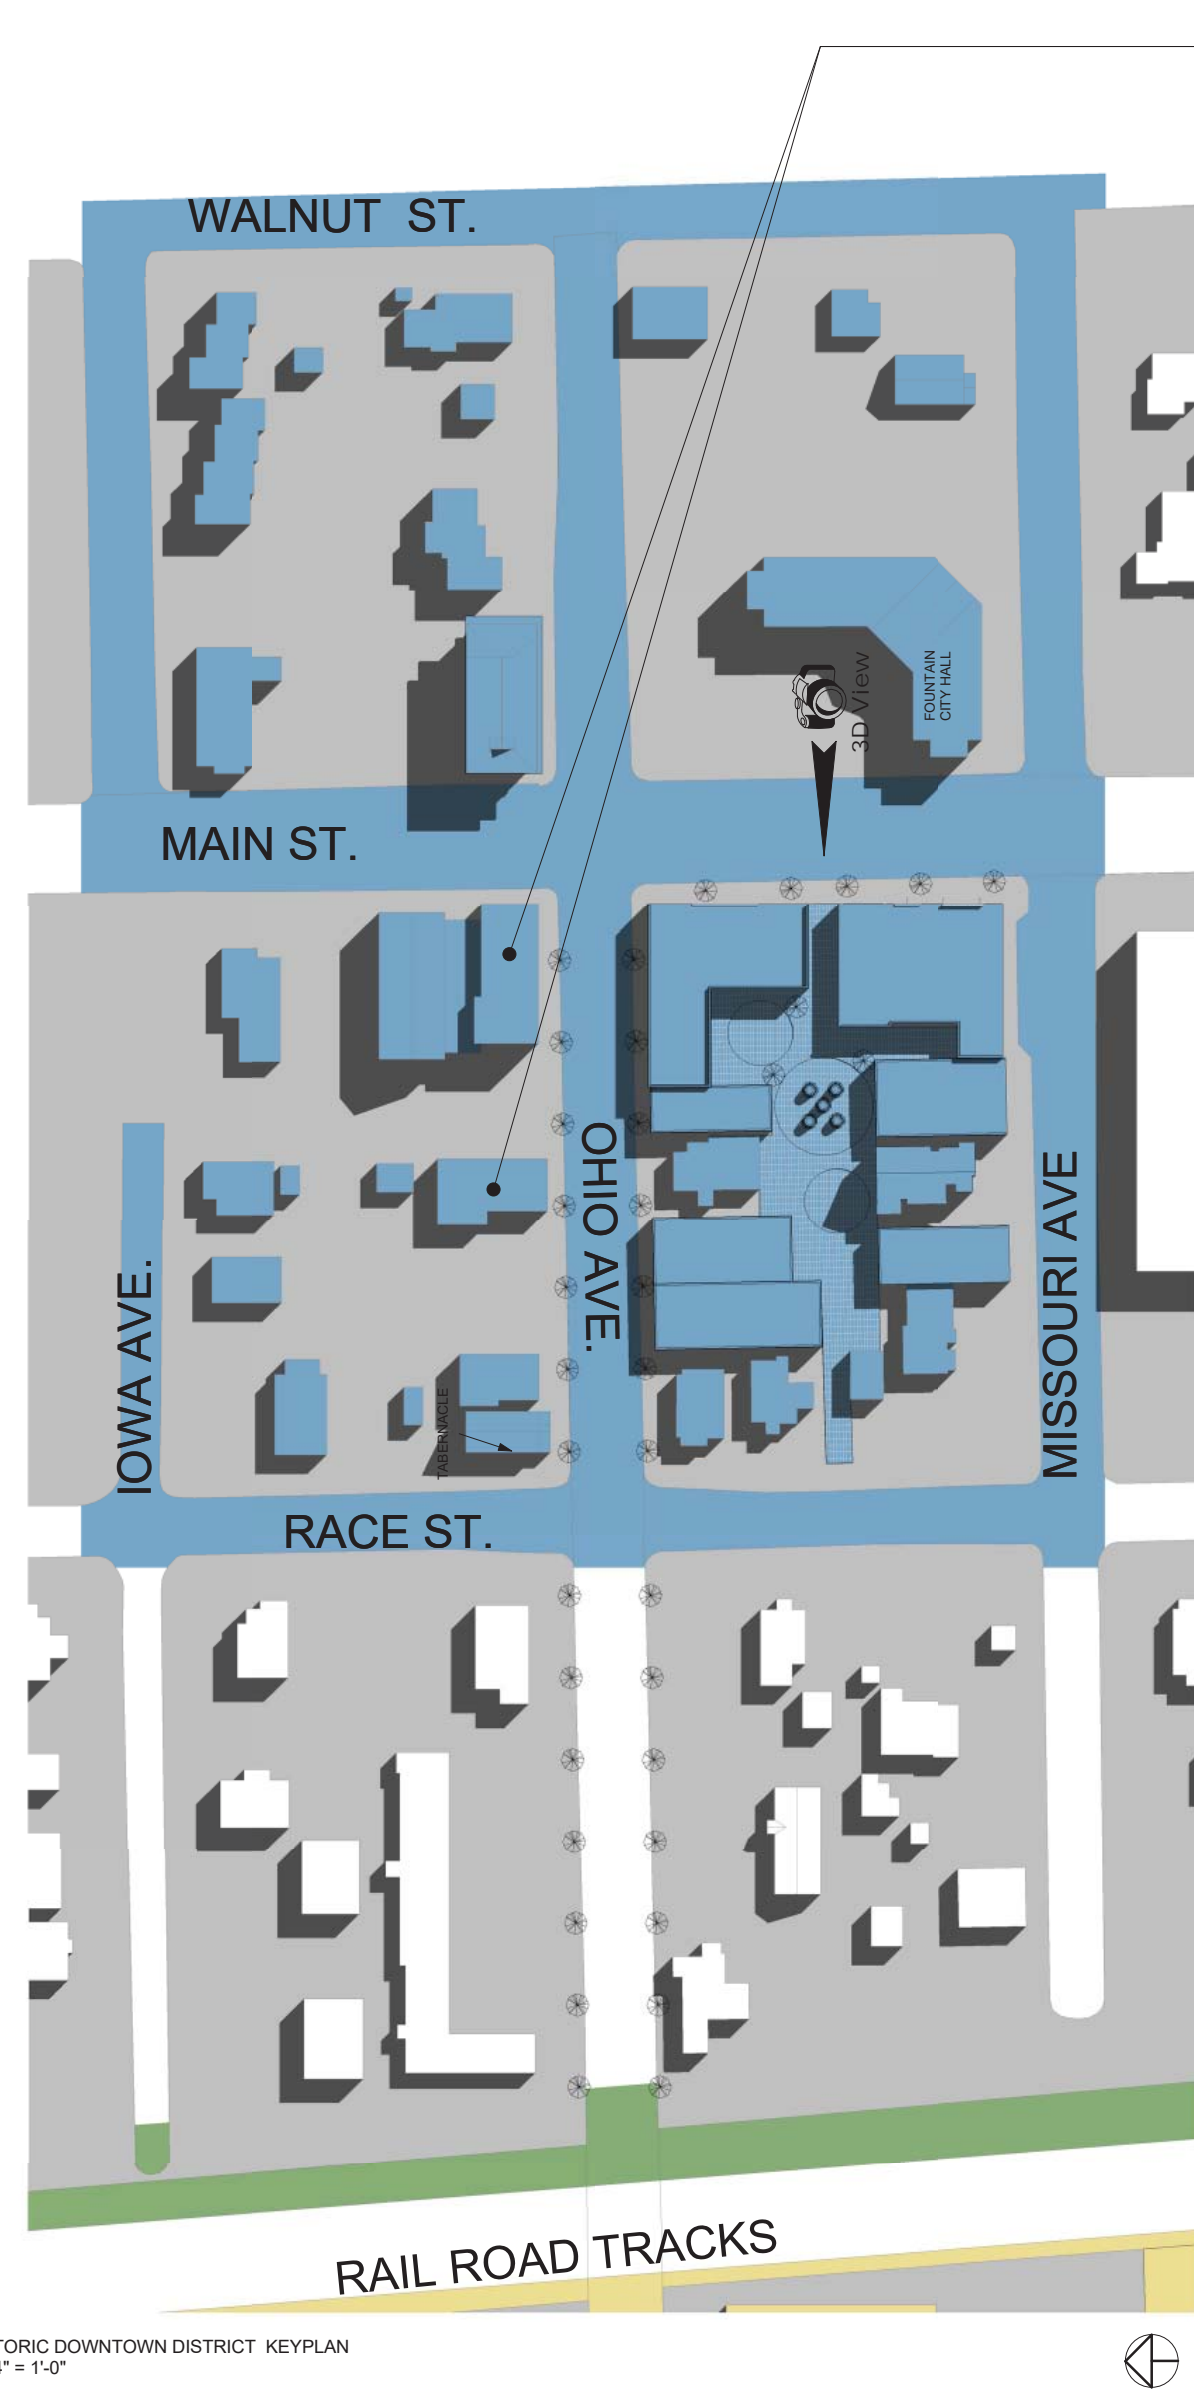 WALNUT ST.
FOUNTAIN
CITY HALL
3D View
MAIN ST.
OHIO AVE.
MISSOURI AVE
IOWA AVE.
TABERNACLE
RACE ST.
RAIL ROAD TRACKS
TORIC DOWNTOWN DISTRICT KEYPLAN
" = 1'-0"